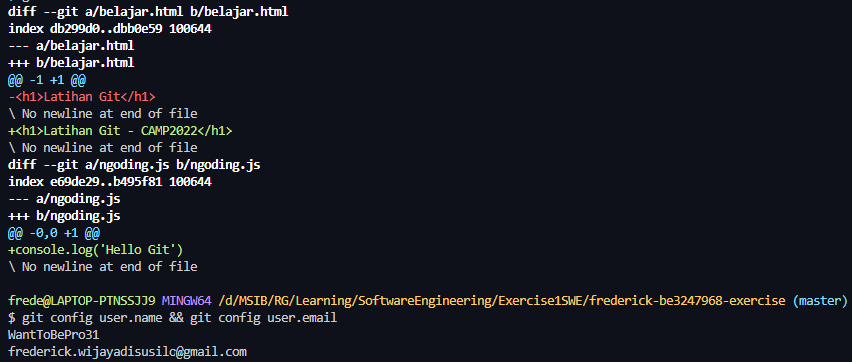 diff --git a/belajar.html b/belajar.html
index db299d0..dbb0e59 100644
--- a/belajar.html
+++ b/belajar.html
@@ -1 +1 @@
-<h1>Latihan Git</h1>
\ No newline at end of file
+<h1>Latihan Git - CAMP2022</h1>
\ No newline at end of file
diff --git a/ngoding.js b/ngoding.js
index e69de29..b495f81 100644
--- a/ngoding.js
+++ b/ngoding.js
@@ -0,0 +1 @@
+console.log('Hello Git')
\ No newline at end of file
frede@LAPTOP-PTNSSJJ9 MINGW64 /d/MSIB/RG/Learning/SoftwareEngineering/Exercise1SWE/frederick-be3247968-exercise (master)
$ git config user.name && git config user.email
WantToBePro31
frederick.wijayadisusilo@gmail.com